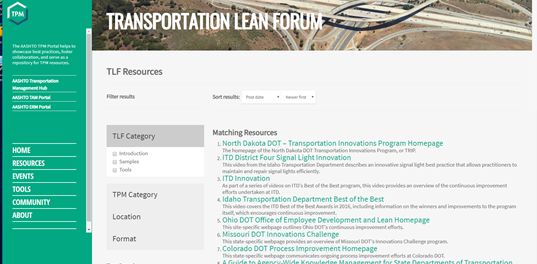 TPM
TRANSPORTATION LEAN FORUM
The AASHTO TPM Portal helps to
showcase best practices, foster
collaboration, and serve as a
repository for TPM resources.
AASHTO Transportation
Management Hub
AASHTO TAM Portal
AASHTO ERM Portal
HOME
RESOURCES
EVENTS
TOOLS
COMMUNITY
ABOUT
TLF Resources
Filter results
Sort results:
Post date
Newer first
TLF Category
Introduction
Samples
Tools
TPM Category
Location
Format
Matching Resources
1. North Dakota DOT – Transportation Innovations Program Homepage
The homepage of the North Dakota DOT Transportation Innovations Program, or TRIP.
2. ITD District Four Signal Light Innovation
This video from the Idaho Transportation Department describes an innovative signal light best practice that allows practitioners to
maintain and repair signal lights efficiently.
3. ITD Innovation
As part of a series of videos on ITD's Best of the Best program, this video provides an overview of the continuous improvement
efforts undertaken at ITD.
4. Idaho Transportation Department Best of the Best
This video covers the ITD Best of the Best Awards in 2019, including information on the winners and improvements to the program
itself, which encourages continuous improvement.
5. Ohio DOT Office of Employee Development and Lean Homepage
This site-specific webpage outlines Ohio DOT's continuous improvement efforts.
6. Missouri DOT Innovations Challenge
This state-specific webpage provides an overview of Missouri DOT's Innovations Challenge program.
7. Colorado DOT Process Improvement Homepage
This site-specific webpage communicates ongoing process improvement efforts at Colorado DOT.
8. A Guide to Agency-Wide Knowledge Management for State Departments of Transportation